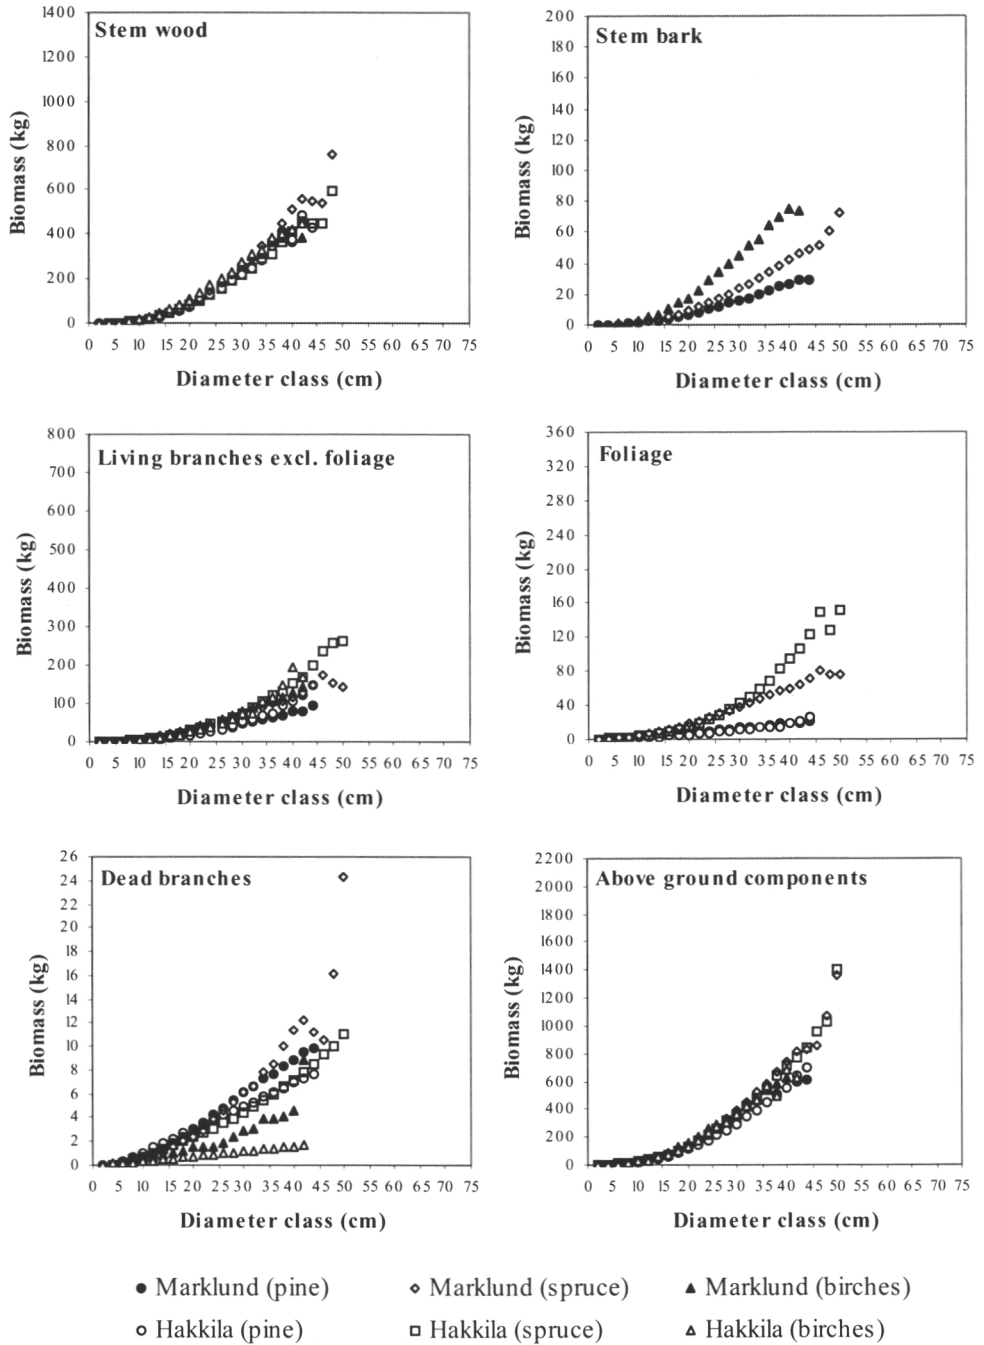 Stem wood
Biomass (kg)
1400
1200
1000
800
600
400
200
0
0 5 10 15 20 25 30 35 40 45 50 55 60 65 70 75
Diameter class (cm)
Stem bark
Biomass (kg)
200
180
160
140
120
100
80
60
40
20
0
0 5 10 15 20 25 30 35 40 45 50 55 60 65 70 75
Diameter class (cm)
Living branches excl. foliage
Biomass (kg)
800
700
600
500
400
300
200
100
0
0 5 10 15 20 25 30 35 40 45 50 55 60 65 70 75
Diameter class (cm)
Foliage
Biomass (kg)
360
320
280
240
200
160
120
80
40
0
0 5 10 15 20 25 30 35 40 45 50 55 60 65 70 75
Diameter class (cm)
Dead branches
Biomass (kg)
26
24
22
20
18
16
14
12
10
8
6
4
2
0
0 5 10 15 20 25 30 35 40 45 50 55 60 65 70 75
Diameter class (cm)
Above ground components
Biomass (kg)
2200
2000
1800
1600
1400
1200
1000
800
600
400
200
0
0 5 10 15 20 25 30 35 40 45 50 55 60 65 70 75
Diameter class (cm)
Marklund (pine)
Marklund (spruce)
Marklund (birches)
Hakkila (pine)
Hakkila (spruce)
Hakkila (birches)